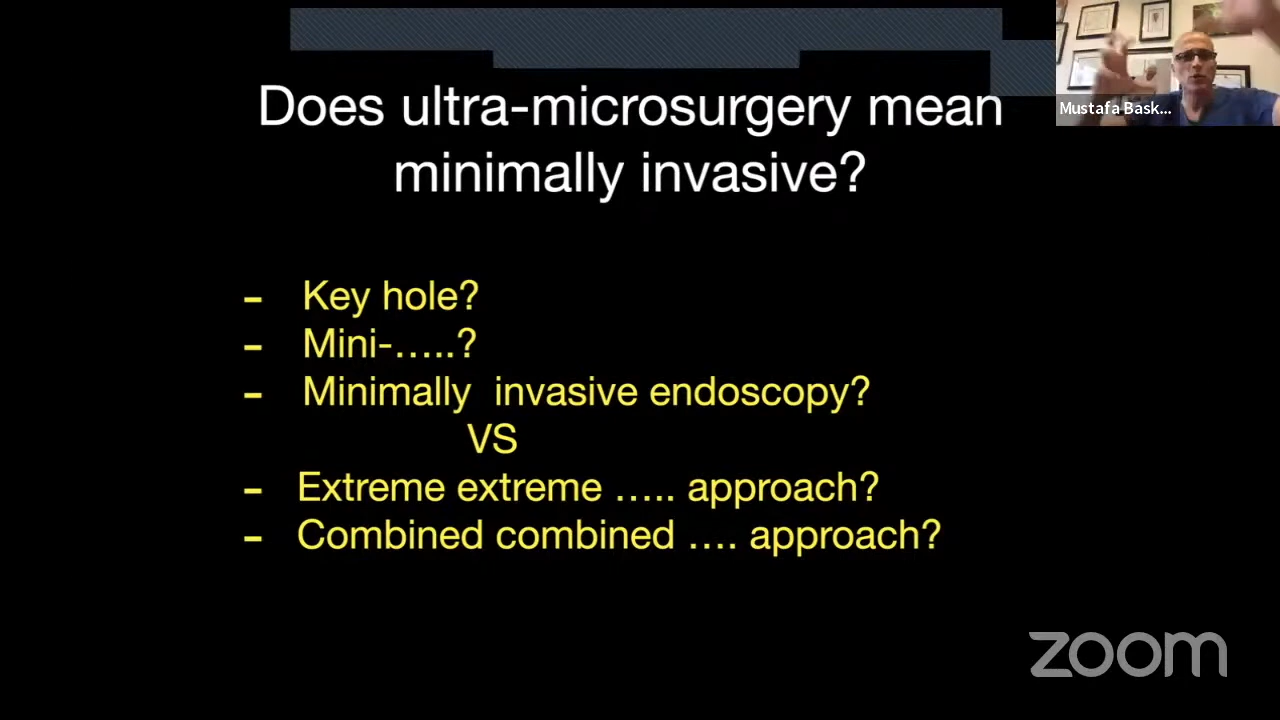 Does ultra-microsurgery mean
minimally invasive?
- Key hole?
- Mini-…..?
- Minimally invasive endoscopy?
VS
- Extreme extreme ….. approach?
- Combined combined …. approach?
Mustafa Bask...
zoom